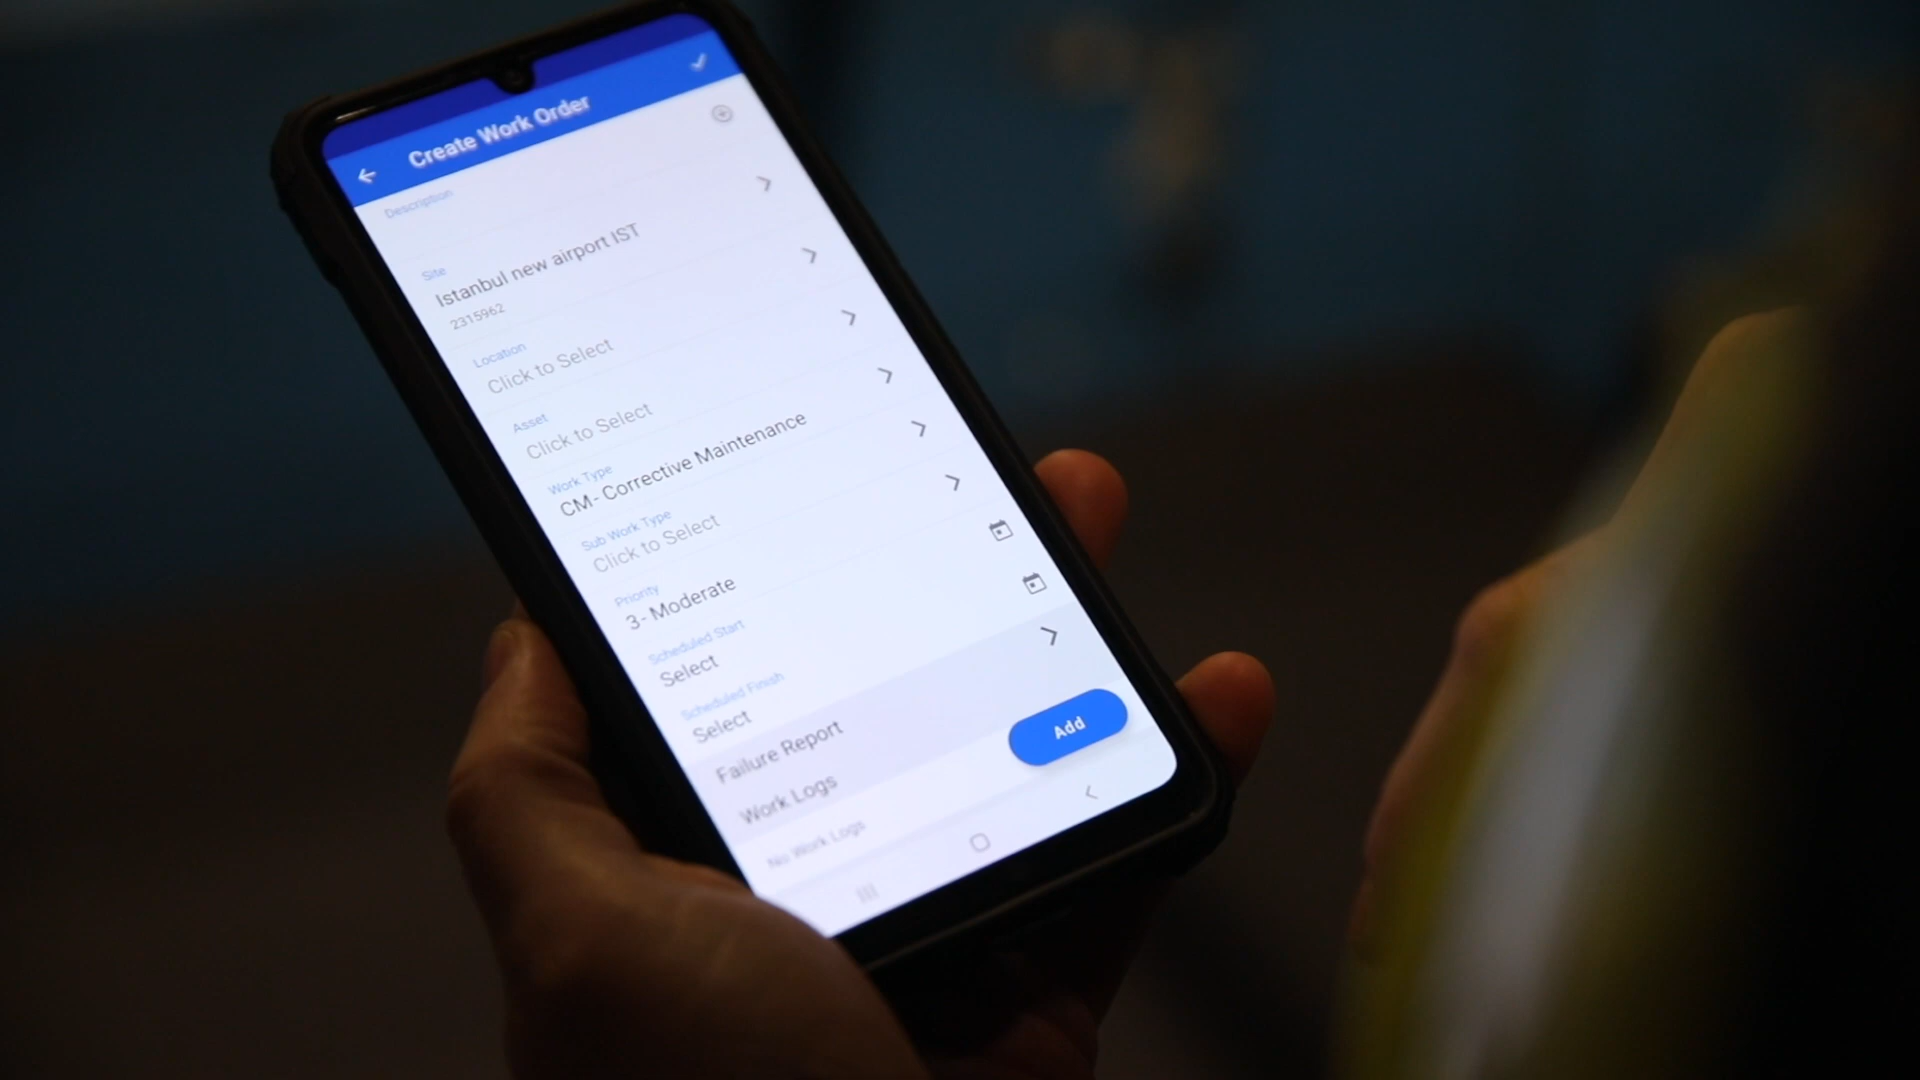 Create Work Order
Description
Site
Istanbul new airport IST
2315962
Location
Click to Select
Asset
Click to Select
Work Type
CM- Corrective Maintenance
Sub Work Type
Click to Select
Priority
3- Moderate
Scheduled Start
Select
Scheduled Finish
Select
Failure Report
Work Logs
Add
No Work Logs